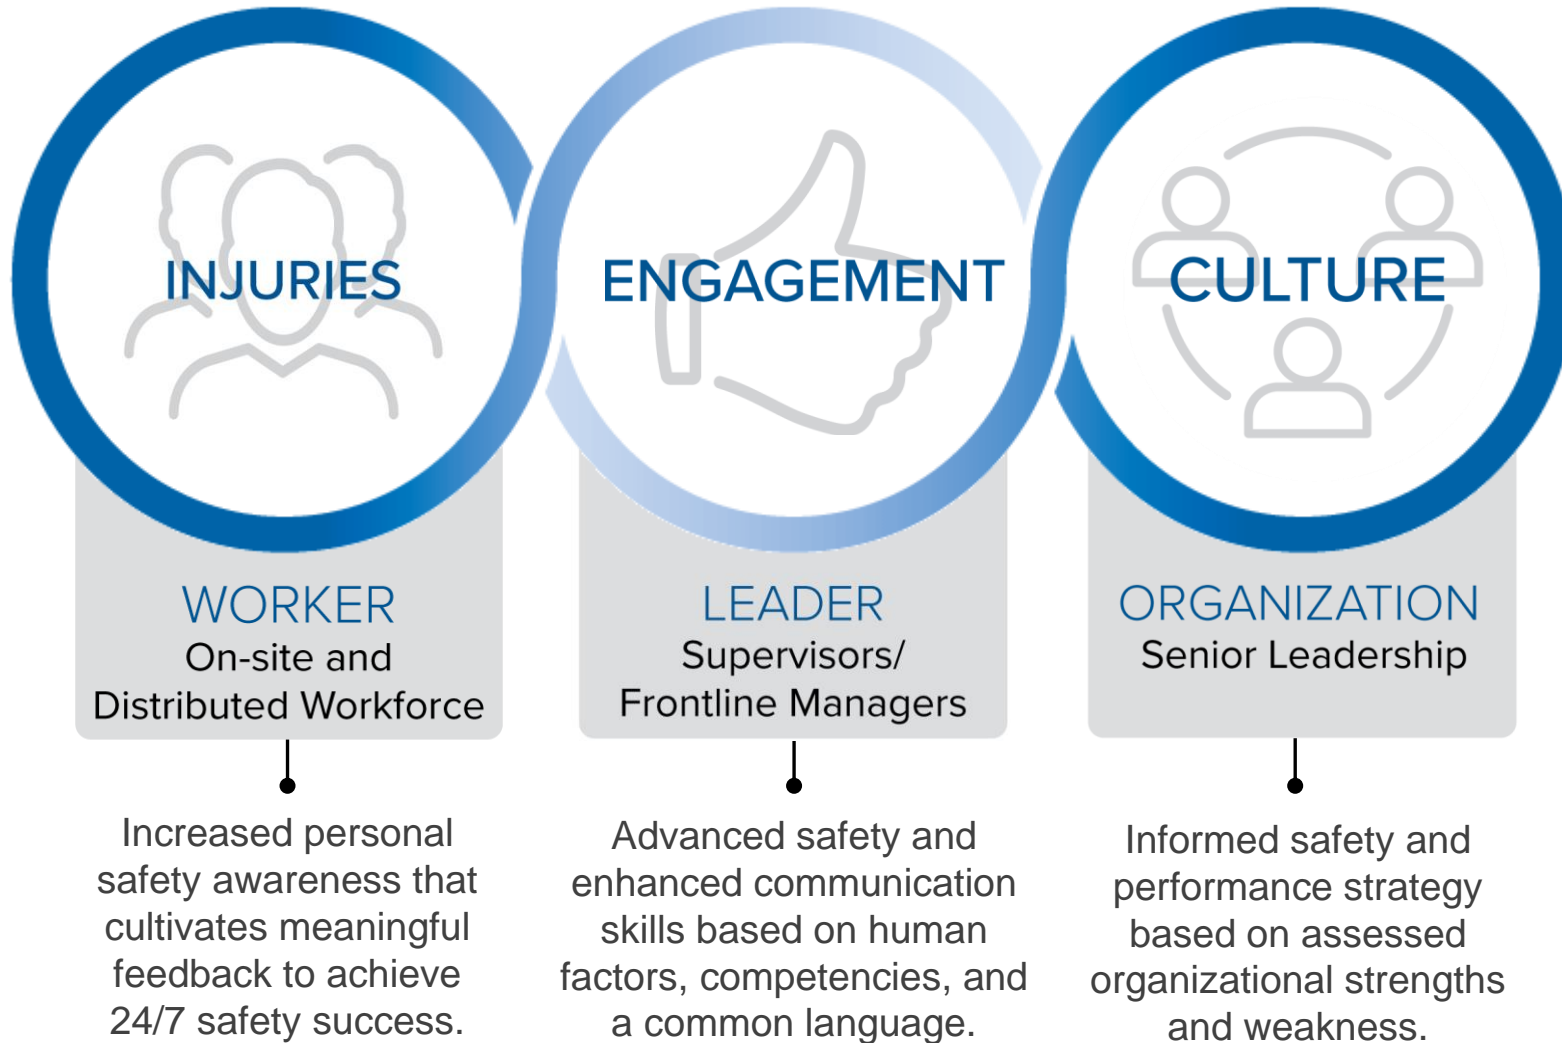 INJURIES
WORKER
On-site and
Distributed Workforce
Increased personal
safety awareness that
cultivates meaningful
feedback to achieve
24/7 safety success.
ENGAGEMENT
LEADER
Supervisors/
Frontline Managers
Advanced safety and
enhanced communication
skills based on human
factors, competencies, and
a common language.
CULTURE
ORGANIZATION
Senior Leadership
Informed safety and
performance strategy
based on assessed
organizational strengths
and weakness.